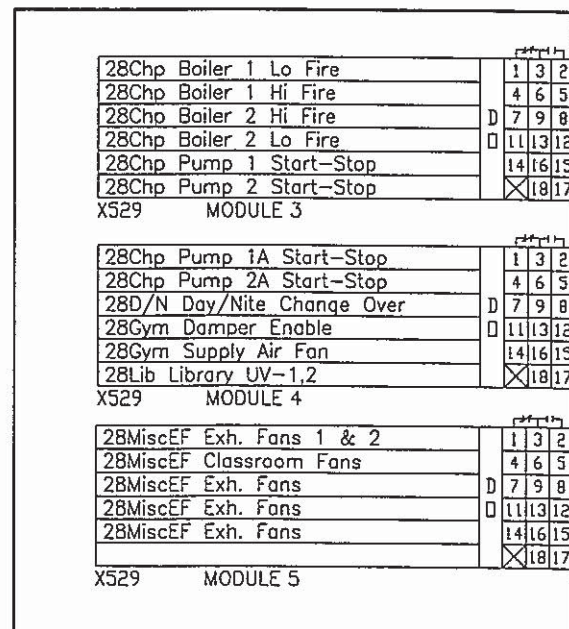 28Chp Boiler 1 Lo Fire 1 3 2
28Chp Boiler 1 Hi Fire 4 6 5
28Chp Boiler 2 Hi Fire D 7 9 8
28Chp Boiler 2 Lo Fire O 11 13 12
28Chp Pump 1 Start-Stop 14 16 15
28Chp Pump 2 Start-Stop 18 17
X529 MODULE 3
28Chp Pump 1A Start-Stop 1 3 2
28Chp Pump 2A Start-Stop 4 6 5
28D/N Day/Nite Change Over D 7 9 8
28Gym Damper Enable O 11 13 12
28Gym Supply Air Fan 14 16 15
28Lib Library UV-1,2 18 17
X529 MODULE 4
28MiscEF Exh. Fans 1 & 2 1 3 2
28MiscEF Classroom Fans 4 6 5
28MiscEF Exh. Fans D 7 9 8
28MiscEF Exh. Fans O 11 13 12
28MiscEF Exh. Fans 14 16 15
18 17
X529 MODULE 5